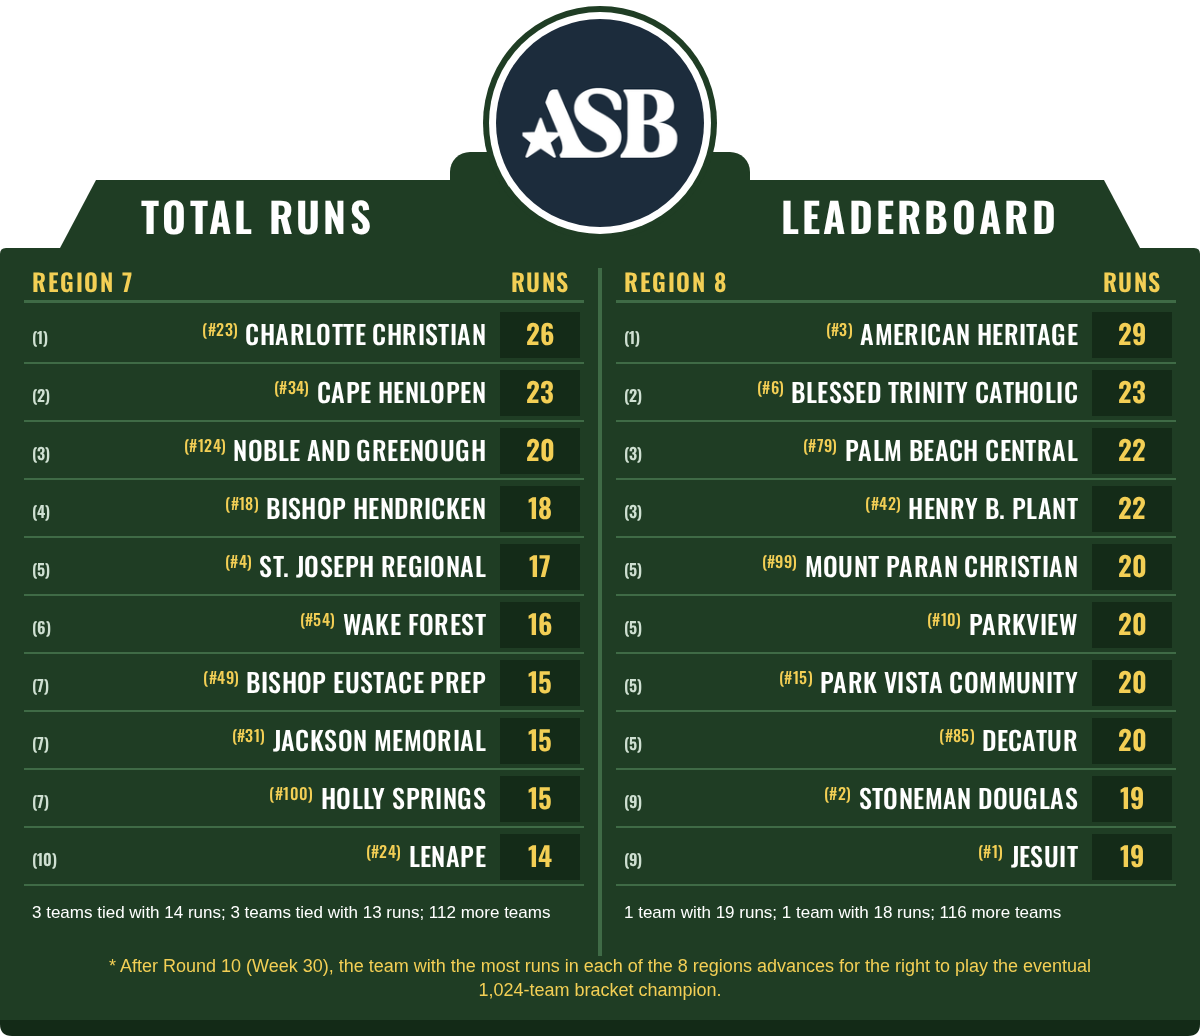 ASB
TOTAL RUNS
LEADERBOARD
REGION 7 RUNS
(1) (#23) CHARLOTTE CHRISTIAN 26
(2) (#34) CAPE HENLOPEN 23
(3) (#124) NOBLE AND GREENOUGH 20
(4) (#18) BISHOP HENDRICKEN 18
(5) (#4) ST. JOSEPH REGIONAL 17
(6) (#54) WAKE FOREST 16
(7) (#49) BISHOP EUSTACE PREP 15
(7) (#31) JACKSON MEMORIAL 15
(7) (#100) HOLLY SPRINGS 15
(10) (#24) LENAPE 14
3 teams tied with 14 runs; 3 teams tied with 13 runs; 112 more teams
REGION 8 RUNS
(1) (#3) AMERICAN HERITAGE 29
(2) (#6) BLESSED TRINITY CATHOLIC 23
(3) (#79) PALM BEACH CENTRAL 22
(3) (#42) HENRY B. PLANT 22
(5) (#99) MOUNT PARAN CHRISTIAN 20
(5) (#10) PARKVIEW 20
(5) (#15) PARK VISTA COMMUNITY 20
(5) (#85) DECATUR 20
(9) (#2) STONEMAN DOUGLAS 19
(9) (#1) JESUIT 19
1 team with 19 runs; 1 team with 18 runs; 116 more teams
* After Round 10 (Week 30), the team with the most runs in each of the 8 regions advances for the right to play the eventual
1,024-team bracket champion.